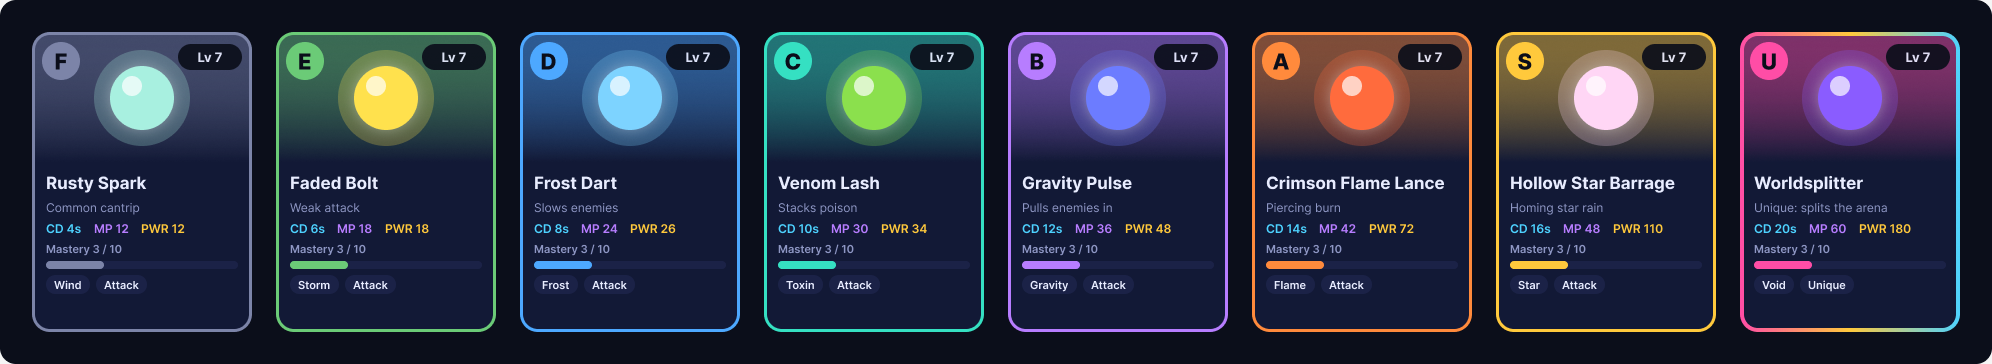 F Lv 7
Rusty Spark
Common cantrip
CD 4s MP 12 PWR 12
Mastery 3 / 10
Wind Attack
E Lv 7
Faded Bolt
Weak attack
CD 6s MP 18 PWR 18
Mastery 3 / 10
Storm Attack
D Lv 7
Frost Dart
Slows enemies
CD 8s MP 24 PWR 26
Mastery 3 / 10
Frost Attack
C Lv 7
Venom Lash
Stacks poison
CD 10s MP 30 PWR 34
Mastery 3 / 10
Toxin Attack
B Lv 7
Gravity Pulse
Pulls enemies in
CD 12s MP 36 PWR 48
Mastery 3 / 10
Gravity Attack
A Lv 7
Crimson Flame Lance
Piercing burn
CD 14s MP 42 PWR 72
Mastery 3 / 10
Flame Attack
S Lv 7
Hollow Star Barrage
Homing star rain
CD 16s MP 48 PWR 110
Mastery 3 / 10
Star Attack
U Lv 7
Worldsplitter
Unique: splits the arena
CD 20s MP 60 PWR 180
Mastery 3 / 10
Void Unique